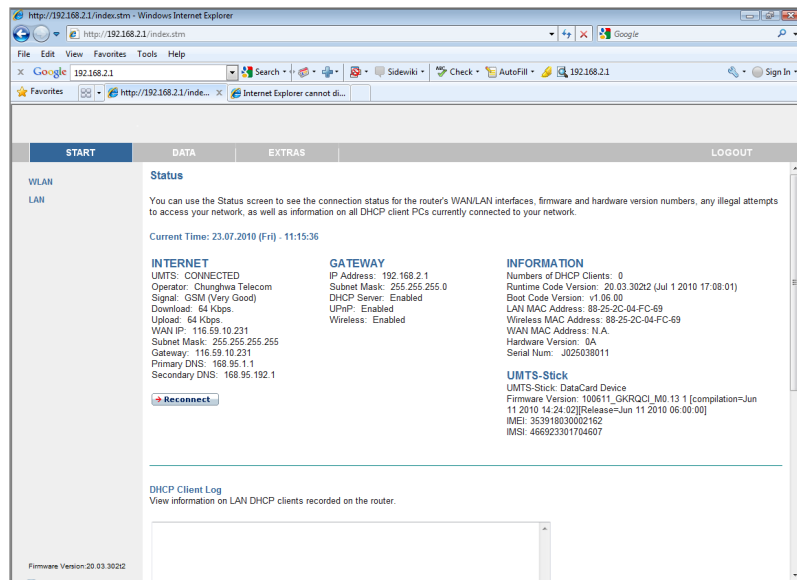 http://192.168.2.1/index.stm - Windows Internet Explorer
http://192.168.2.1/index.stm
Google
File Edit View Favorites Tools Help
x Google 192.168.2.1 Search Sidewiki Check AutoFill 192.168.2.1 Sign In
Favorites http://192.168.2.1/inde... x Internet Explorer cannot di...
START DATA EXTRAS LOGOUT
WLAN
LAN
Status
You can use the Status screen to see the connection status for the router's WAN/LAN interfaces, firmware and hardware version numbers, any illegal attempts
to access your network, as well as information on all DHCP client PCs currently connected to your network.
Current Time: 23.07.2010 (Fri) - 11:15:36
INTERNET
UMTS: CONNECTED
Operator: Chunghwa Telecom
Signal: GSM (Very Good)
Download: 64 Kbps.
Upload: 64 Kbps.
WAN IP: 116.59.10.231
Subnet Mask: 255.255.255.255
Gateway: 116.59.10.231
Primary DNS: 168.95.1.1
Secondary DNS: 168.95.192.1
Reconnect
GATEWAY
IP Address: 192.168.2.1
Subnet Mask: 255.255.255.0
DHCP Server: Enabled
UPnP: Enabled
Wireless: Enabled
INFORMATION
Numbers of DHCP Clients: 0
Runtime Code Version: 20.03.302t2 (Jul 1 2010 17:08:01)
Boot Code Version: v1.06.00
LAN MAC Address: 88-25-2C-04-FC-69
Wireless MAC Address: 88-25-2C-04-FC-69
WAN MAC Address: N.A.
Hardware Version: 0A
Serial Num: J025038011
UMTS-Stick
UMTS-Stick: DataCard Device
Firmware Version: 100611_GKRQCI_M0.13 1 [compilation=Jun
11 2010 14:24:02][Release=Jun 11 2010 06:00:00]
IMEI: 353918030002162
IMSI: 466923301704607
DHCP Client Log
View information on LAN DHCP clients recorded on the router.
Firmware Version:20.03.302t2